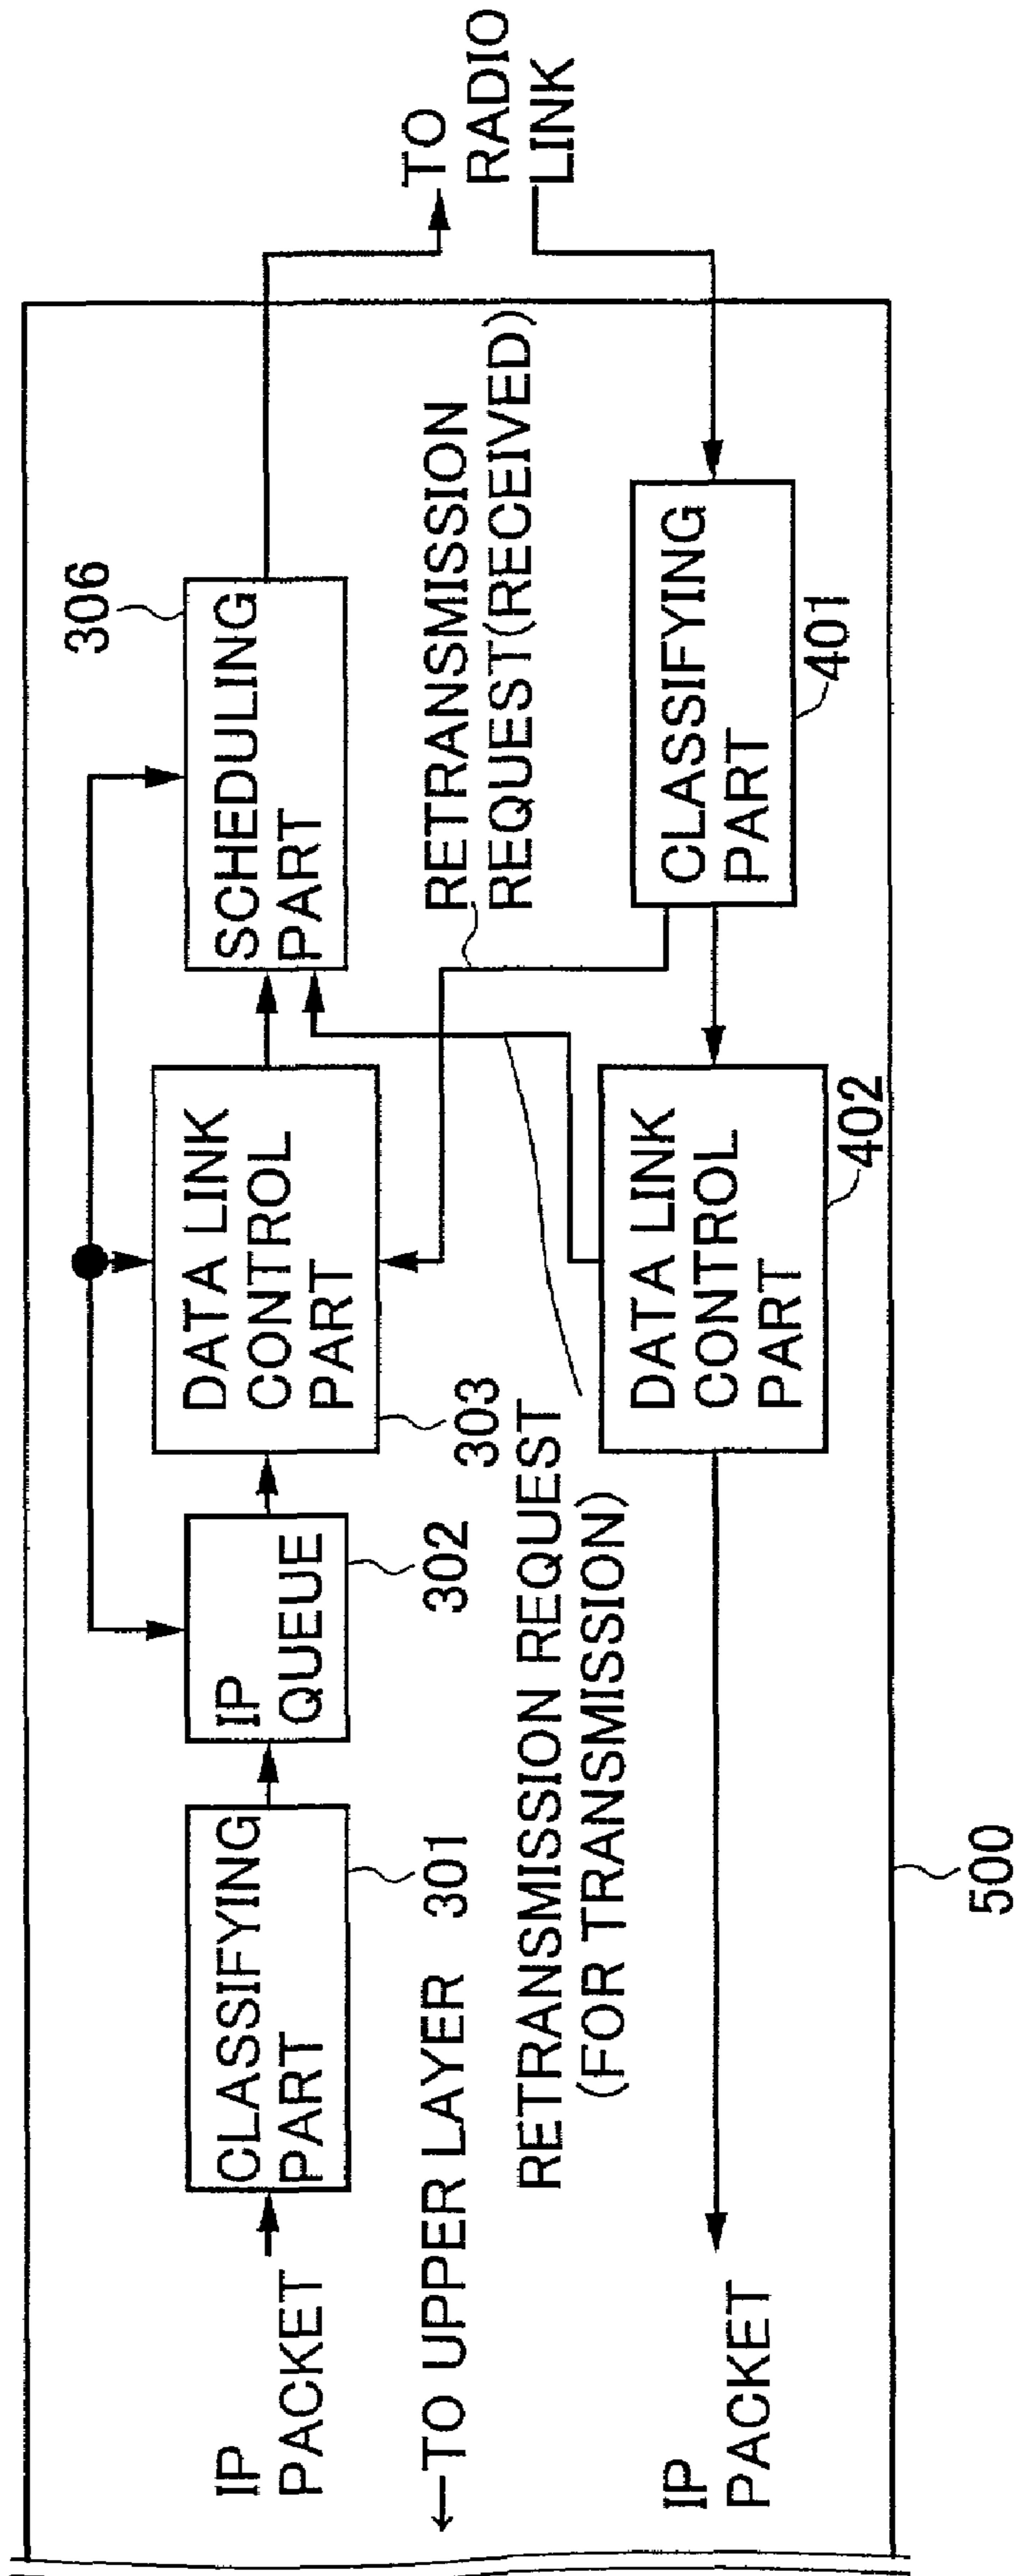 IP
PACKET
CLASSIFYING
PART
301
IP
QUEUE
302
DATA LINK
CONTROL
PART
303
SCHEDULING
PART
306
TO
RADIO
LINK
←TO UPPER LAYER
RETRANSMISSION
REQUEST(RECEIVED)
RETRANSMISSION REQUEST
(FOR TRANSMISSION)
IP
PACKET
DATA LINK
CONTROL
PART
402
CLASSIFYING
PART
401
500